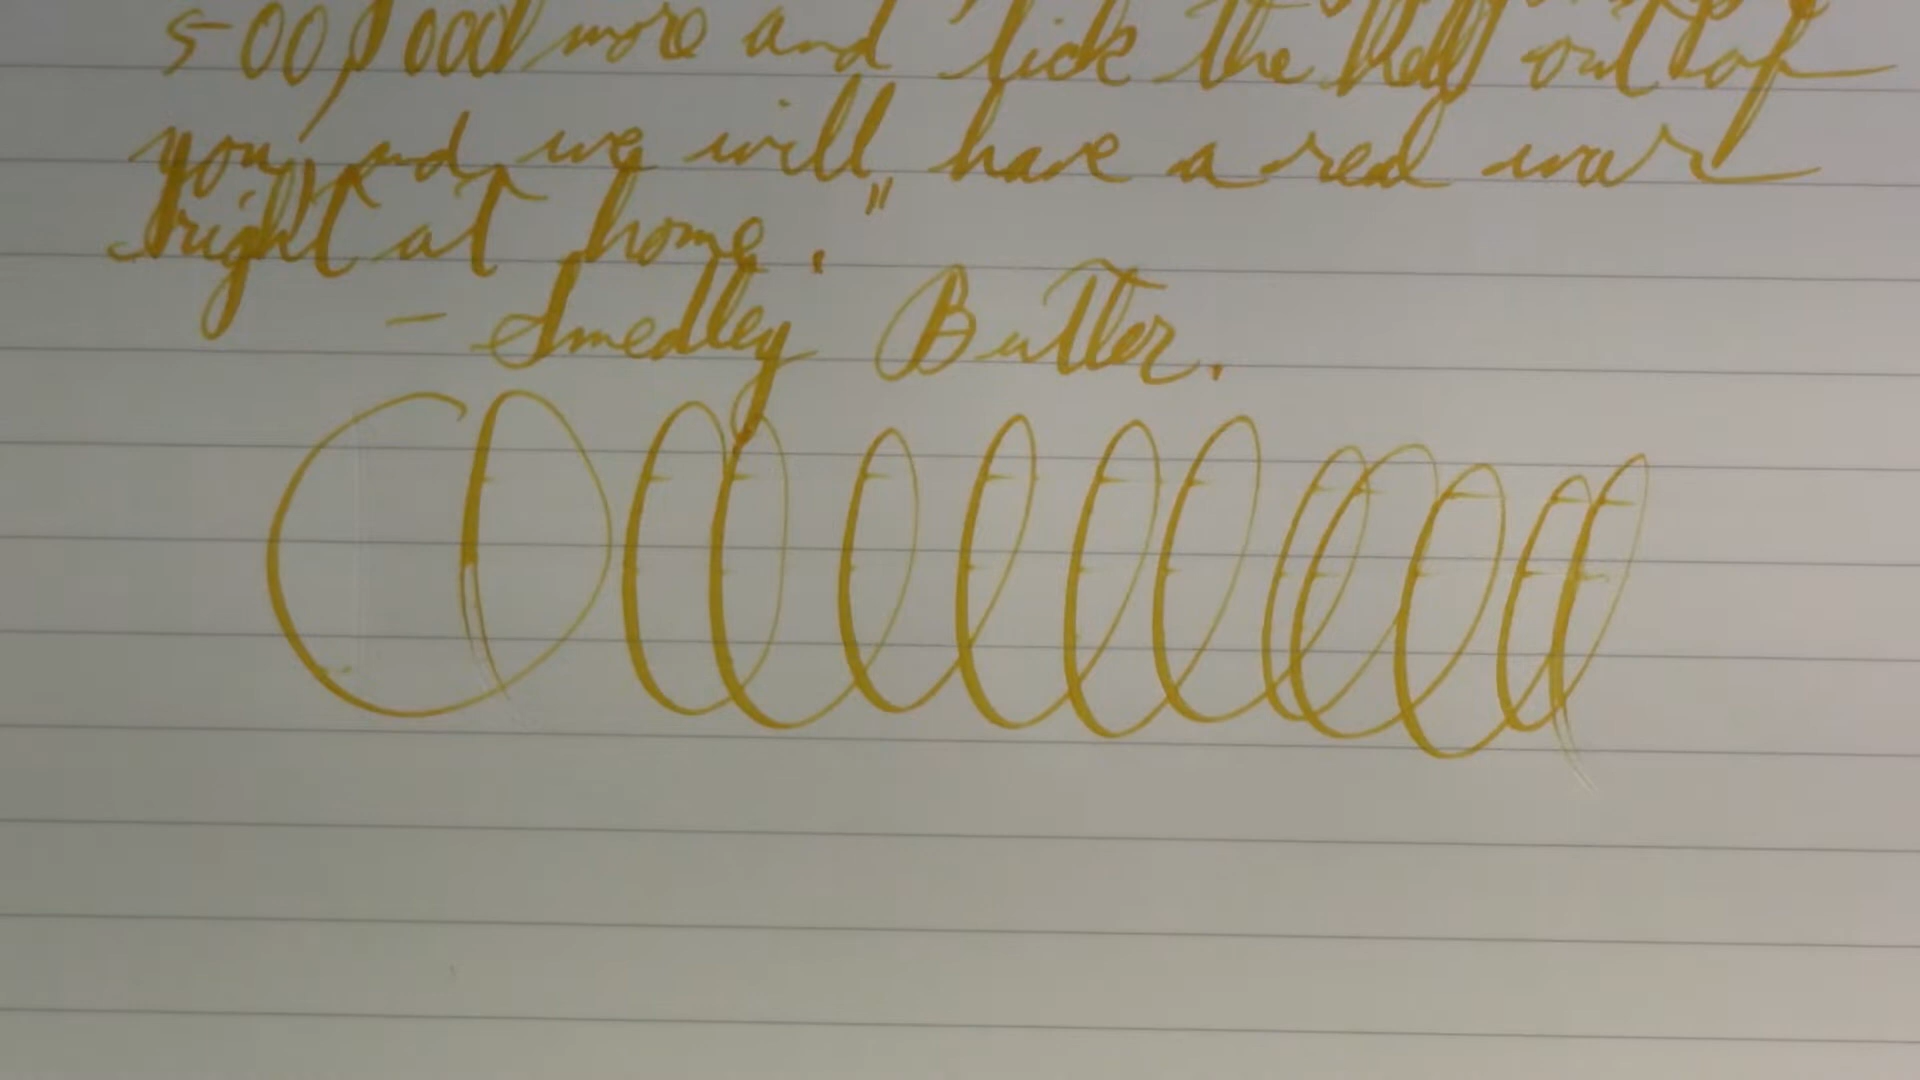 500,000 more and lick the hell out of
you, and we will have a real war
right at home."
- Smedley Butler.